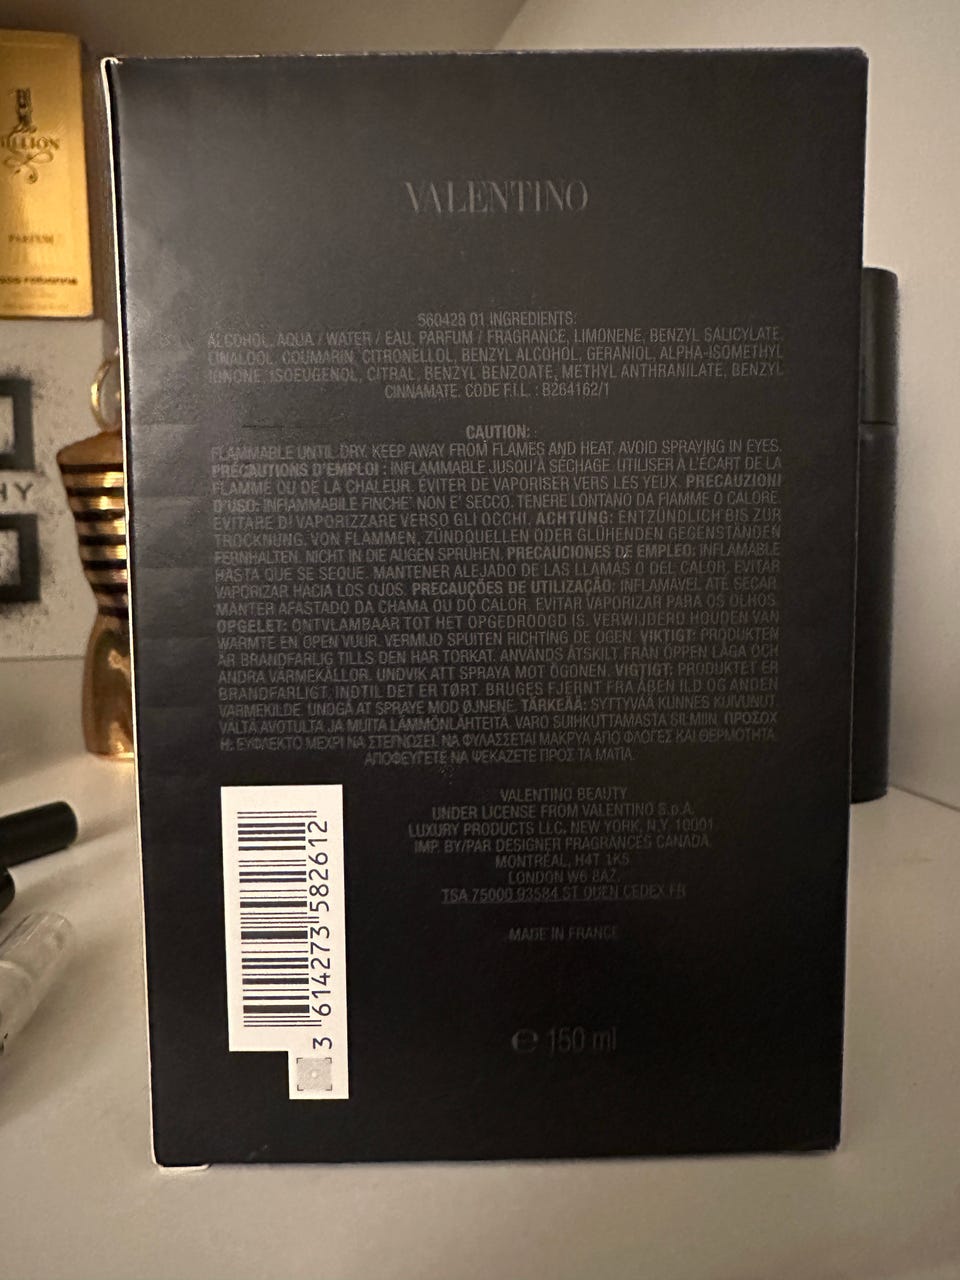 LLION
PARFUM
HY
VALENTINO
560428 01 INGREDIENTS:
ALCOHOL, AQUA / WATER / EAU, PARFUM / FRAGRANCE, LIMONENE, BENZYL SALICYLATE,
LINALOOL, COUMARIN, CITRONELLOL, BENZYL ALCOHOL, GERANIOL, ALPHA-ISOMETHYL
IONONE, ISOEUGENOL, CITRAL, BENZYL BENZOATE, METHYL ANTHRANILATE, BENZYL
CINNAMATE. CODE F.I.L. : B264162/1
CAUTION:
FLAMMABLE UNTIL DRY. KEEP AWAY FROM FLAMES AND HEAT. AVOID SPRAYING IN EYES.
PRÉCAUTIONS D'EMPLOI : INFLAMMABLE JUSQU'À SÉCHAGE. UTILISER À L'ÉCART DE LA
FLAMME OU DE LA CHALEUR. ÉVITER DE VAPORISER VERS LES YEUX. PRECAUZIONI
D'USO: INFIAMMABILE FINCHE' NON E' SECCO. TENERE LONTANO DA FIAMME O CALORE.
EVITARE DI VAPORIZZARE VERSO GLI OCCHI. ACHTUNG: ENTZÜNDLICH BIS ZUR
TROCKNUNG. VON FLAMMEN, ZÜNDQUELLEN ODER GLÜHENDEN GEGENSTÄNDEN
FERNHALTEN. NICHT IN DIE AUGEN SPRÜHEN. PRECAUCIONES DE EMPLEO: INFLAMABLE
HASTA QUE SE SEQUE. MANTENER ALEJADO DE LAS LLAMAS O DEL CALOR. EVITAR
VAPORIZAR HACIA LOS OJOS. PRECAUÇÕES DE UTILIZAÇÃO: INFLAMÁVEL ATÉ SECAR.
MANTER AFASTADO DA CHAMA OU DO CALOR. EVITAR VAPORIZAR PARA OS OLHOS.
OPGELET: ONTVLAMBAAR TOT HET OPGEDROOGD IS. VERWIJDERD HOUDEN VAN
WARMTE EN OPEN VUUR. VERMIJD SPUITEN RICHTING DE OGEN. VIKTIGT: PRODUKTEN
ÄR BRANDFARLIG TILLS DEN HAR TORKAT. ANVÄNDS ÅTSKILT FRÅN ÖPPEN LÅGA OCH
ANDRA VÄRMEKÄLLOR. UNDVIK ATT SPRAYA MOT ÖGONEN. VIGTIGT: PRODUKTET ER
BRANDFARLIGT, INDTIL DET ER TØRT. BRUGES FJERNT FRA ÅBEN ILD OG ANDEN
VARMEKILDE. UNDGÅ AT SPRAYE MOD ØJNENE. TÄRKEÄÄ: SYTTYVÄÄ KUNNES KUIVUNUT.
VÄLTÄ AVOTULTA JA MUITA LÄMMÖNLÄHTEITÄ. VARO SUIHKUTTAMASTA SILMIIN. ΠΡΟΣΟΧ
Η: ΕΥΦΛΕΚΤΟ ΜΕΧΡΙ ΝΑ ΣΤΕΓΝΩΣΕΙ. ΝΑ ΦΥΛΑΣΣΕΤΑΙ ΜΑΚΡΥΑ ΑΠΟ ΦΛΟΓΕΣ ΚΑΙ ΘΕΡΜΟΤΗΤΑ.
ΑΠΟΦΕΥΓΕΤΕ ΝΑ ΨΕΚΑΖΕΤΕ ΠΡΟΣ ΤΑ ΜΑΤΙΑ.
VALENTINO BEAUTY
UNDER LICENSE FROM VALENTINO S.p.A.
LUXURY PRODUCTS LLC, NEW YORK, N.Y. 10001
IMP. BY/PAR DESIGNER FRAGRANCES CANADA,
MONTRÉAL, H4T 1K5
LONDON W6 8AZ.
TSA 75000 93584 ST OUEN CEDEX FR
MADE IN FRANCE
3 614273 582612
℮ 150 ml